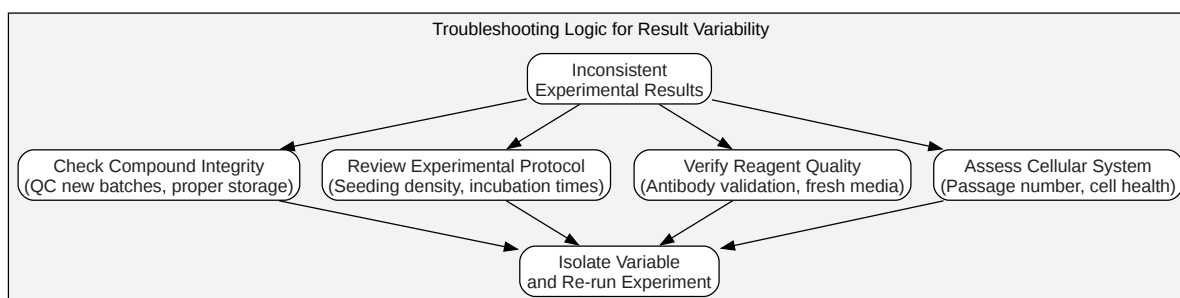 Troubleshooting Logic for Result Variability
Inconsistent
Experimental Results
Check Compound Integrity
(QC new batches, proper storage)
Review Experimental Protocol
(Seeding density, incubation times)
Verify Reagent Quality
(Antibody validation, fresh media)
Assess Cellular System
(Passage number, cell health)
Isolate Variable
and Re-run Experiment